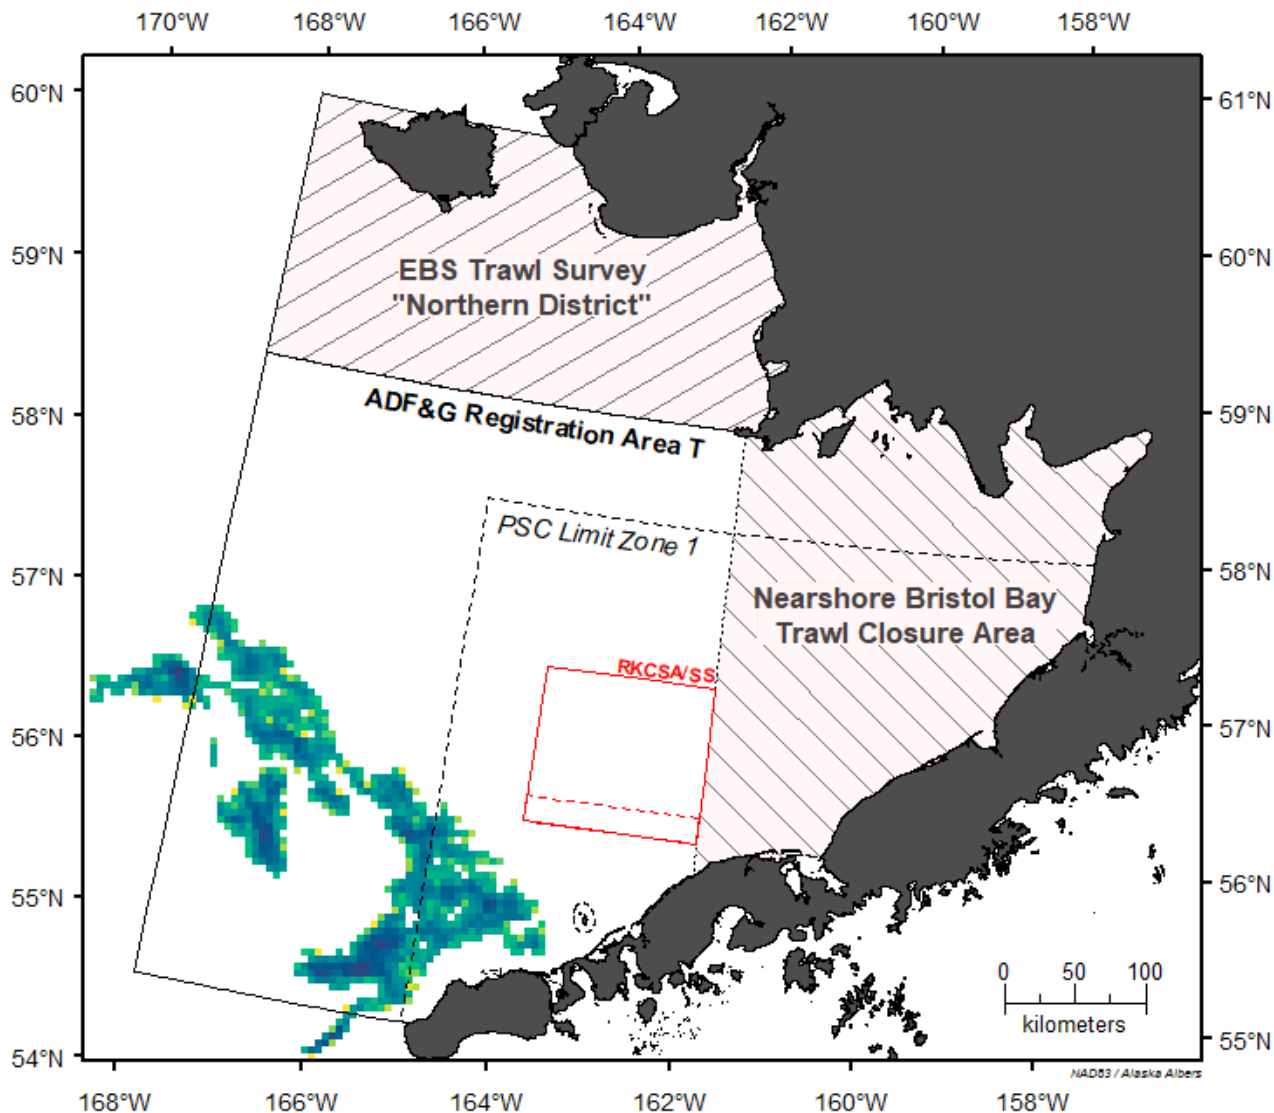 170°W 168°W 166°W 164°W 162°W 160°W 158°W
60°N
61°N
EBS Trawl Survey
"Northern District"
59°N
60°N
ADF&G Registration Area T
58°N
59°N
PSC Limit Zone 1
57°N
58°N
Nearshore Bristol Bay
Trawl Closure Area
RKCSA/SS
56°N
57°N
55°N
56°N
0 50 100
kilometers
54°N
55°N
NAD83 / Alaska Albers
168°W 166°W 164°W 162°W 160°W 158°W